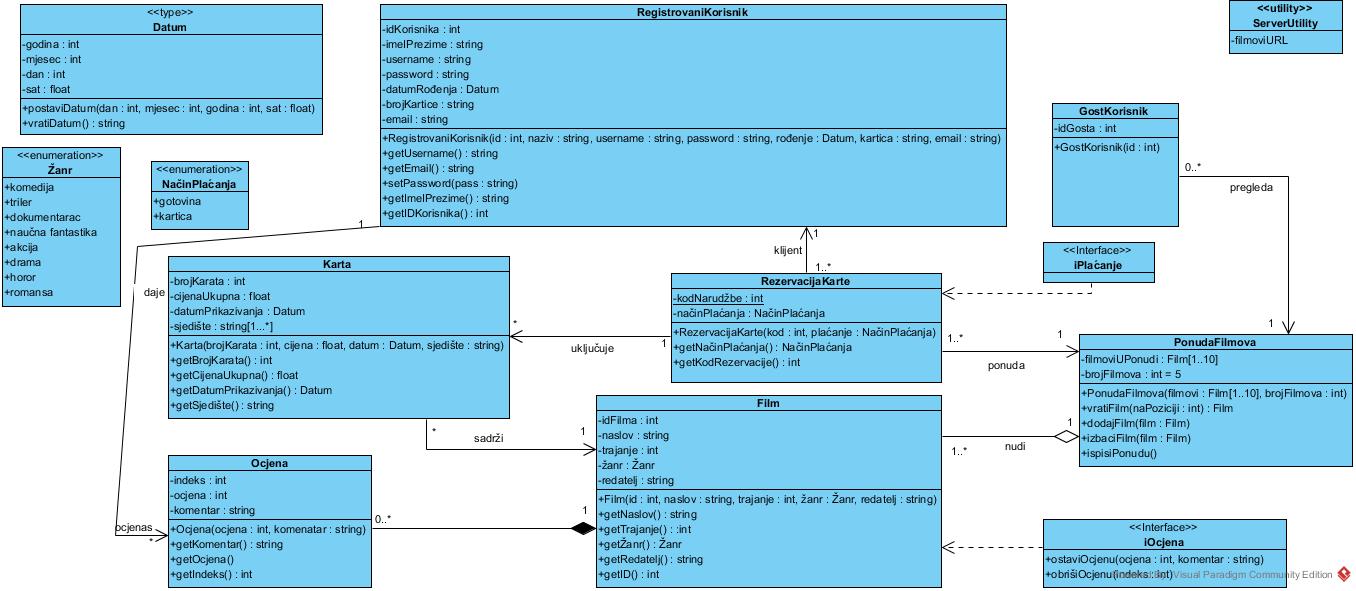 <<type>>
Datum
-godina : int
-mjesec : int
-dan : int
-sat : float
+postaviDatum(dan : int, mjesec : int, godina : int, sat : float)
+vratiDatum() : string
RegistrovaniKorisnik
-idKorisnika : int
-imeIPrezime : string
-username : string
-password : string
-datumRođenja : Datum
-brojKartice : string
-email : string
+RegistrovaniKorisnik(id : int, naziv : string, username : string, password : string, rođenje : Datum, kartica : string, email : string)
+getUsername() : string
+getEmail() : string
+setPassword(pass : string)
+getImeIPrezime() : string
+getIDKorisnika() : int
<<utility>>
ServerUtility
-filmoviURL
GostKorisnik
-idGosta : int
+GostKorisnik(id : int)
0..*
pregleda
1
<<enumeration>>
Žanr
+komedija
+triler
+dokumentarac
+naučna fantastika
+akcija
+drama
+horor
+romansa
<<enumeration>>
NačinPlaćanja
+gotovina
+kartica
1
daje
ocjenas
*
1
klijent
1..*
<<Interface>>
iPlaćanje
Karta
-brojKarata : int
-cijenaUkupna : float
-datumPrikazivanja : Datum
-sjedište : string[1...*]
+Karta(brojKarata : int, cijena : float, datum : Datum, sjedište : string)
+getBrojKarata() : int
+getCijenaUkupna() : float
+getDatumPrikazivanja() : Datum
+getSjedište() : string
*
uključuje
1
RezervacijaKarte
-kodNarudžbe : int
-načinPlaćanja : NačinPlaćanja
+RezervacijaKarte(kod : int, plaćanje : NačinPlaćanja)
+getNačinPlaćanja() : NačinPlaćanja
+getKodRezervacije() : int
1..*
ponuda
1
PonudaFilmova
-filmoviUPonudi : Film[1..10]
-brojFilmova : int = 5
+PonudaFilmova(filmovi : Film[1..10], brojFilmova : int)
+vratiFilm(naPoziciji : int) : Film
+dodajFilm(film : Film)
+izbaciFilm(film : Film)
+ispisiPonudu()
*
sadrži
1
Film
-idFilma : int
-naslov : string
-trajanje : int
-žanr : Žanr
-redatelj : string
+Film(id : int, naslov : string, trajanje : int, žanr : Žanr, redatelj : string)
+getNaslov() : string
+getTrajanje() : :int
+getŽanr() : Žanr
+getRedatelj() : string
+getID() : int
1..*
nudi
1
Ocjena
-indeks : int
-ocjena : int
-komentar : string
+Ocjena(ocjena : int, komenatar : string)
+getKomentar() : string
+getOcjena()
+getIndeks() : int
0..*
1
<<Interface>>
iOcjena
+ostaviOcjenu(ocjena : int, komentar : string)
+obrišiOcjenu(indeks : int)
Visual Paradigm Community Edition